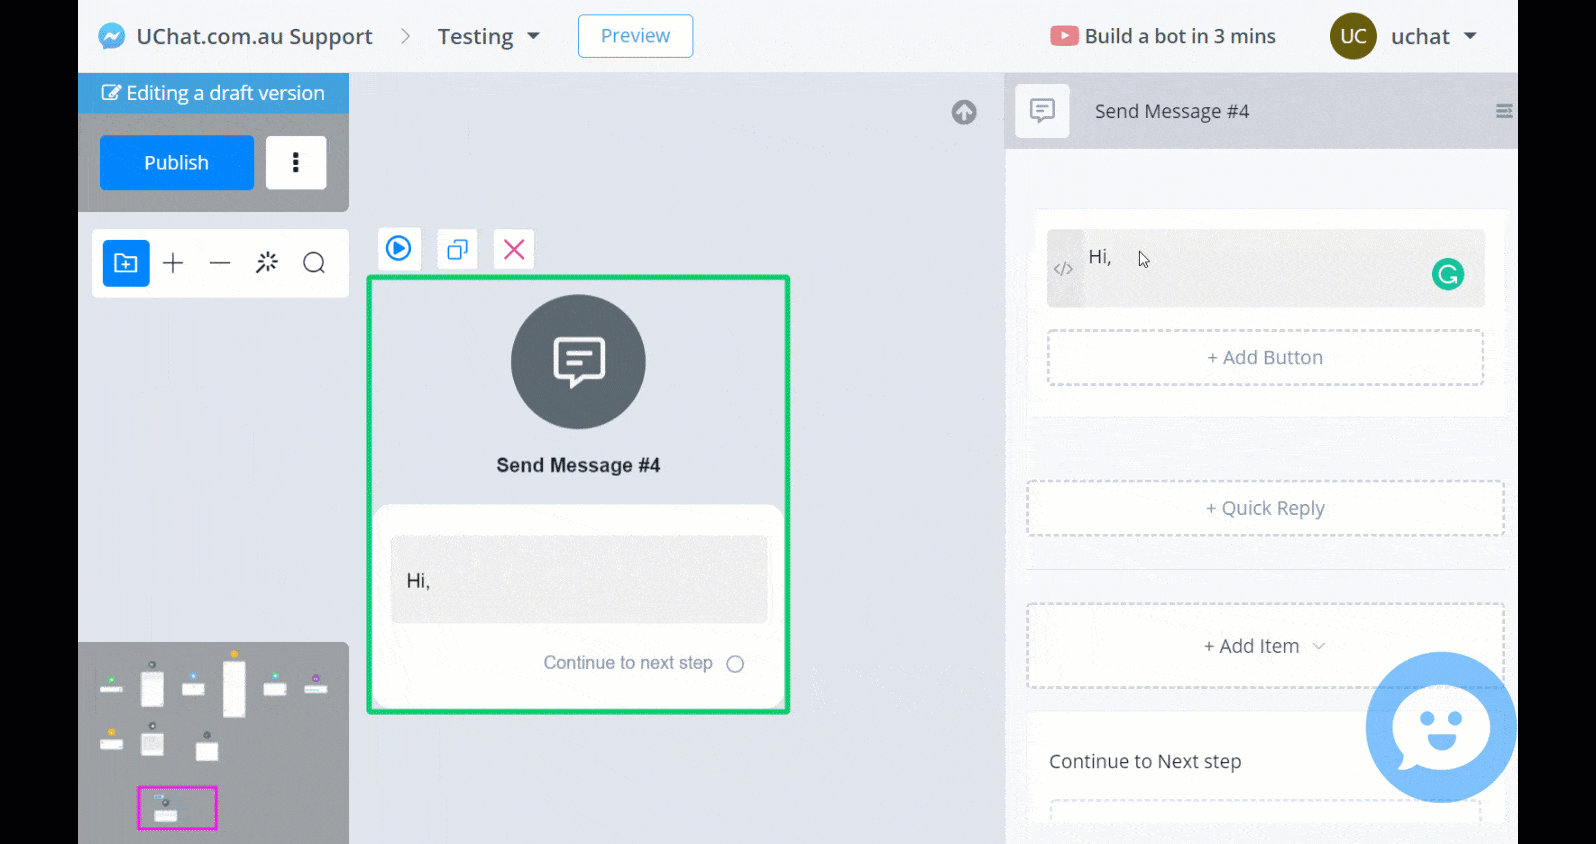 UChat.com.au Support
Testing
Preview
Build a bot in 3 mins
UC
uchat
Editing a draft version
Publish
Send Message #4
Hi,
</>
G
+ Add Button
Send Message #4
+ Quick Reply
Hi,
+ Add Item
Continue to next step
Continue to Next step